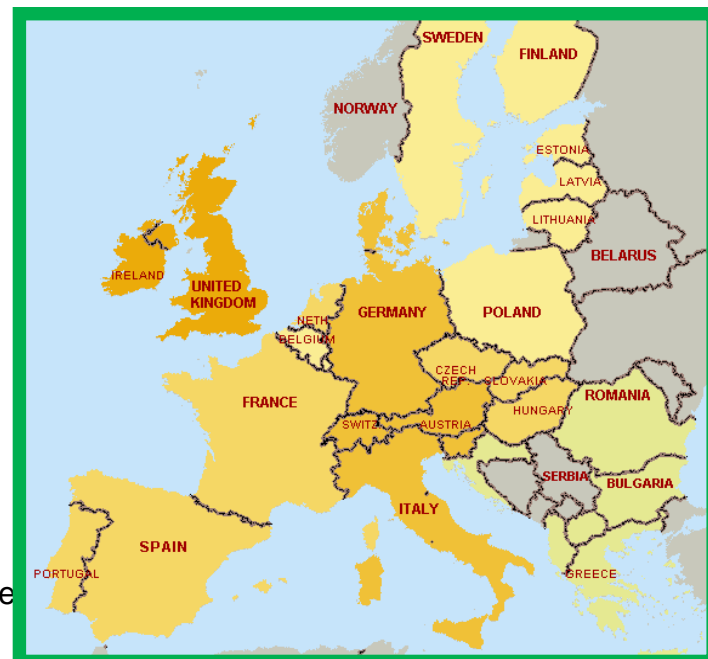 SWEDEN
FINLAND
NORWAY
ESTONIA
LATVIA
LITHUANIA
BELARUS
IRELAND
UNITED
KINGDOM
NETH
BELGIUM
GERMANY
POLAND
CZECH
REP.
SLOVAKIA
FRANCE
SWITZ
AUSTRIA
HUNGARY
ROMANIA
SERBIA
BULGARIA
ITALY
SPAIN
PORTUGAL
GREECE
e